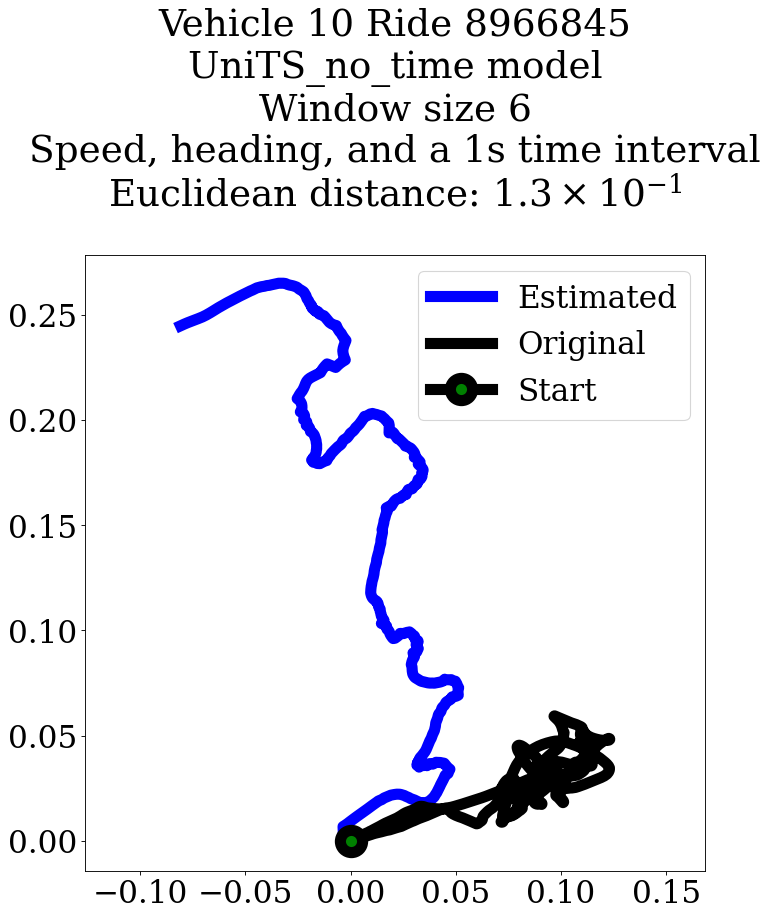 Vehicle 10 Ride 8966845
UniTS_no_time model
Window size 6
Speed, heading, and a 1s time interval
Euclidean distance: 1.3 × 10⁻¹
Estimated
Original
Start
0.25
0.20
0.15
0.10
0.05
0.00
−0.10 −0.05 0.00 0.05 0.10 0.15